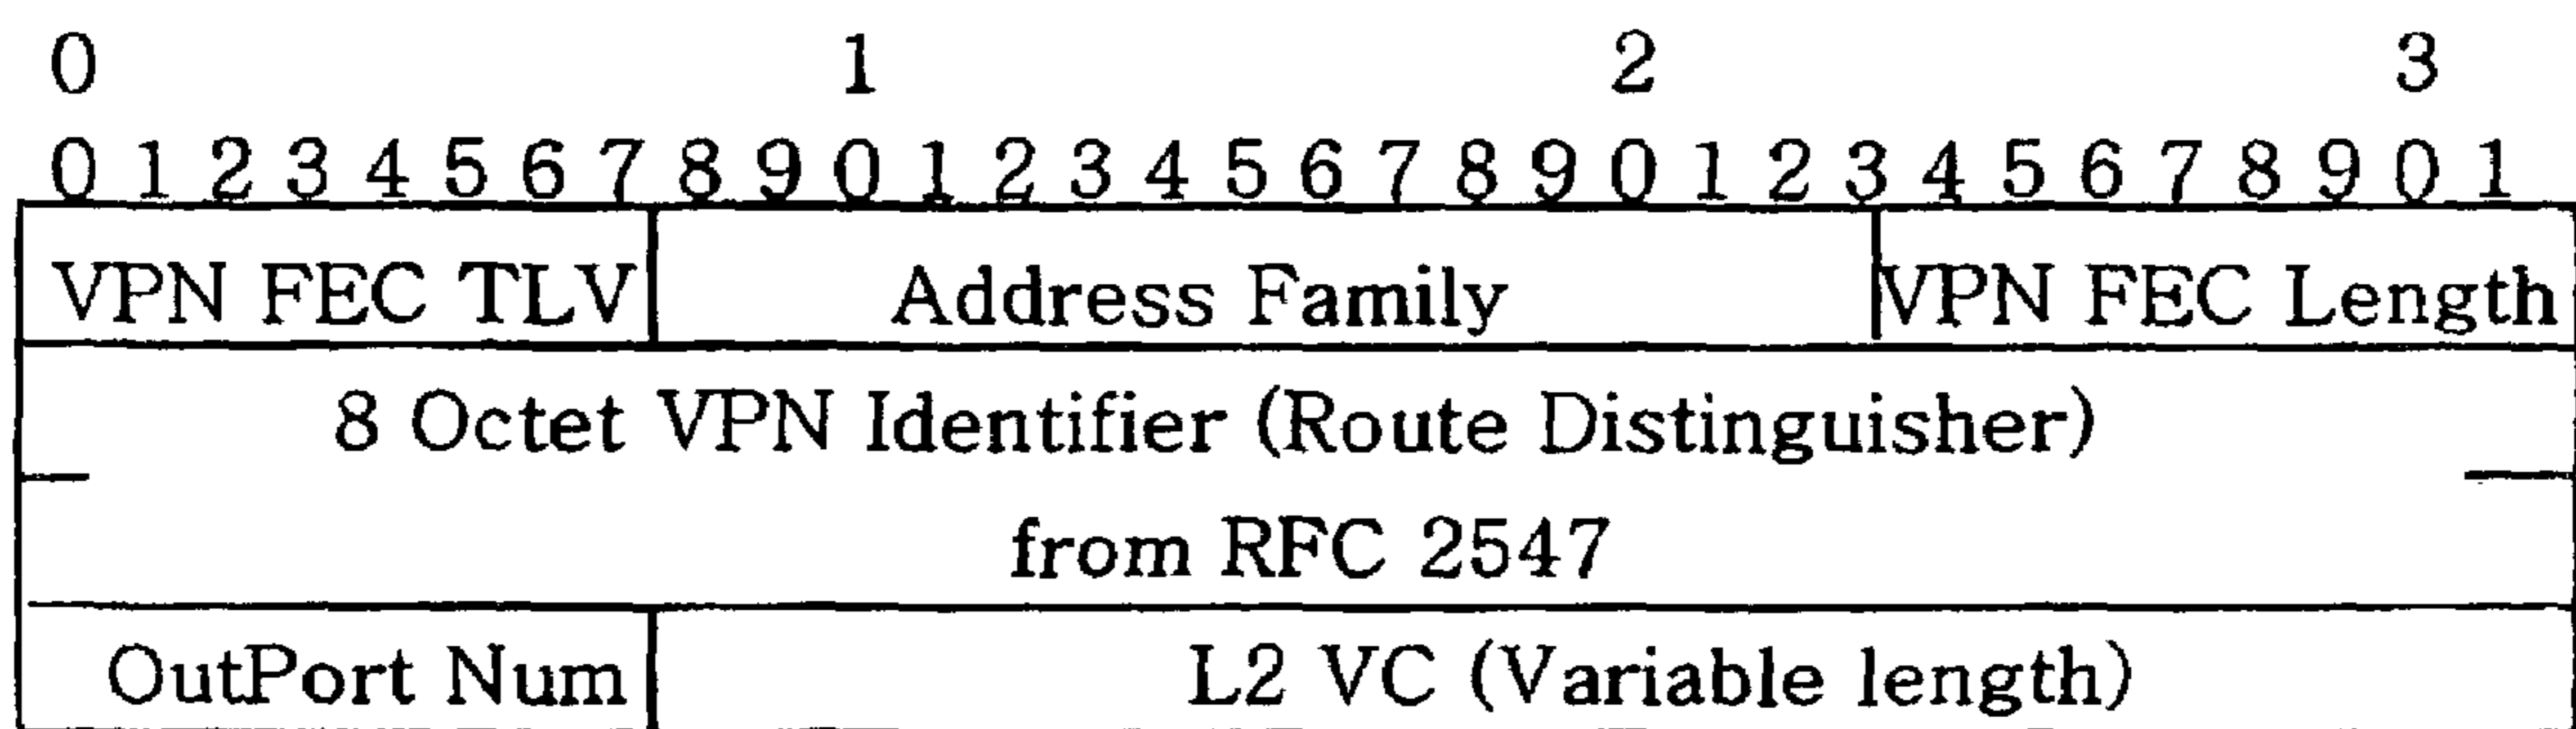 0 1 2 3
0 1 2 3 4 5 6 7 8 9 0 1 2 3 4 5 6 7 8 9 0 1 2 3 4 5 6 7 8 9 0 1
VPN FEC TLV Address Family VPN FEC Length
8 Octet VPN Identifier (Route Distinguisher)
from RFC 2547
OutPort Num L2 VC (Variable length)